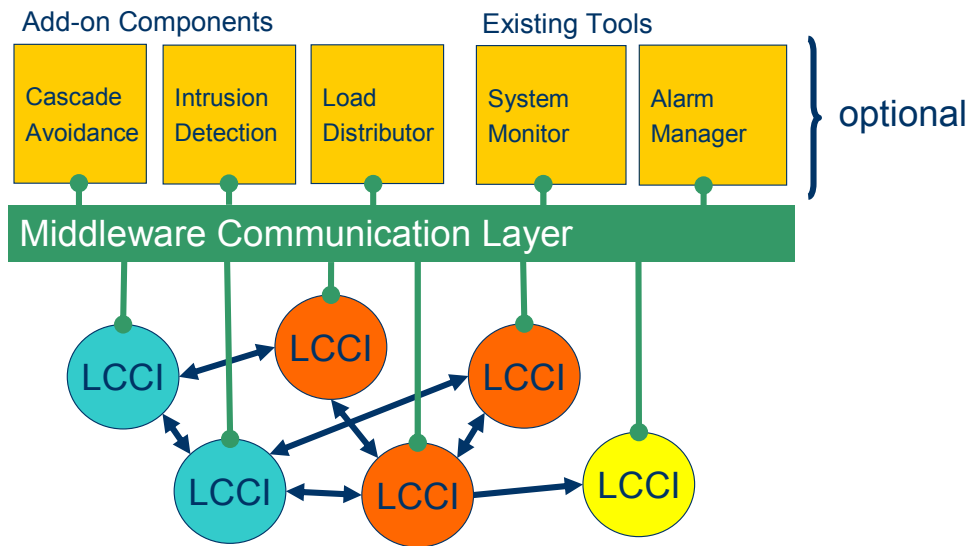 Add-on Components
Existing Tools
Cascade
Avoidance
Intrusion
Detection
Load
Distributor
System
Monitor
Alarm
Manager
optional
Middleware Communication Layer
LCCI
LCCI
LCCI
LCCI
LCCI
LCCI